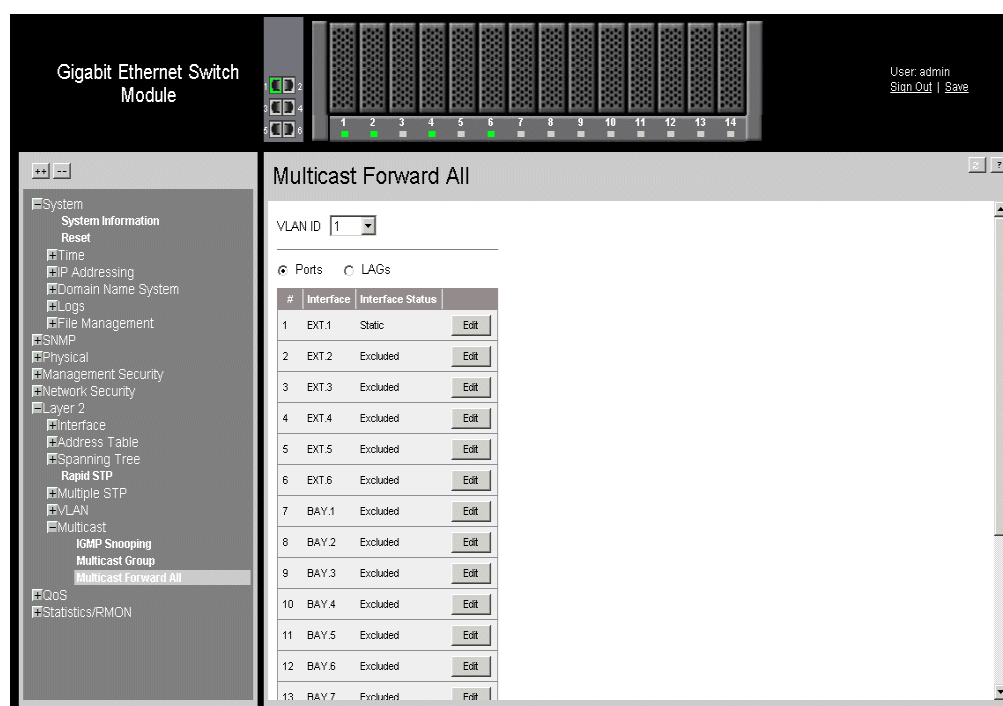 Gigabit Ethernet Switch
Module
1 2
3 4
5 6
1 2 3 4 5 6 7 8 9 10 11 12 13 14
User: admin
Sign Out | Save
++ --
Multicast Forward All
?
System
System Information
Reset
Time
IP Addressing
Domain Name System
Logs
File Management
SNMP
Physical
Management Security
Network Security
Layer 2
Interface
Address Table
Spanning Tree
Rapid STP
Multiple STP
VLAN
Multicast
IGMP Snooping
Multicast Group
Multicast Forward All
QoS
Statistics/RMON
VLAN ID 1
Ports LAGs
# Interface Interface Status
1 EXT.1 Static Edit
2 EXT.2 Excluded Edit
3 EXT.3 Excluded Edit
4 EXT.4 Excluded Edit
5 EXT.5 Excluded Edit
6 EXT.6 Excluded Edit
7 BAY.1 Excluded Edit
8 BAY.2 Excluded Edit
9 BAY.3 Excluded Edit
10 BAY.4 Excluded Edit
11 BAY.5 Excluded Edit
12 BAY.6 Excluded Edit
13 BAY.7 Excluded Edit